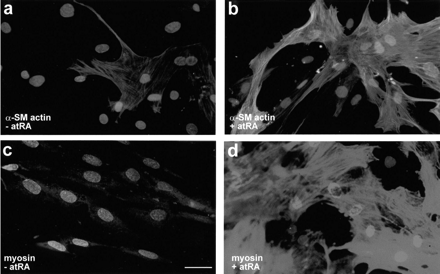 a
α-SM actin
- atRA
b
α-SM actin
+ atRA
c
myosin
- atRA
d
myosin
+ atRA